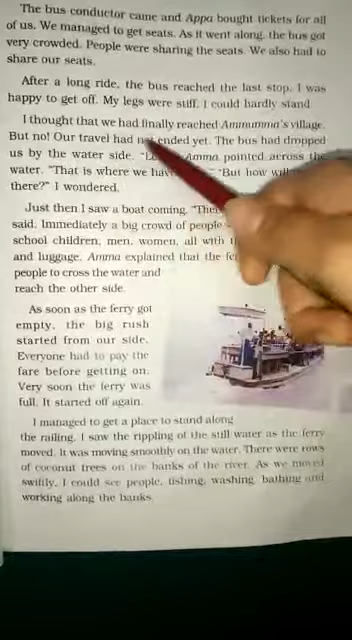 The bus conductor came and Appa bought tickets for all
of us. We managed to get seats. As it went along, the bus got
very crowded. People were sharing the seats. We also had to
share our seats.
After a long ride, the bus reached the last stop. I was
happy to get off. My legs were stiff. I could hardly stand
I thought that we had finally reached Ammumma's village.
But no! Our travel had not ended yet. The bus had dropped
us by the water side. Amma pointed across the
water. "That is where we "But how
there?" I wondered.
Just then I saw a boat coming.
said. Immediately a big crowd of people
school children, men, women, all with
and luggage. Amma explained that the
people to cross the water and
reach the other side.
As soon as the ferry got
empty, the big rush
started from our side.
Everyone had to pay the
fare before getting on.
Very soon the ferry was
full. It started off again.
I managed to get a place to stand along
the railing. I saw the rippling of the still water as the ferry
moved. It was moving smoothly on the water. There were rows
of coconut trees on the banks of the river. As we moved
swiftly, I could see people, fishing, washing, bathing and
working along the banks.